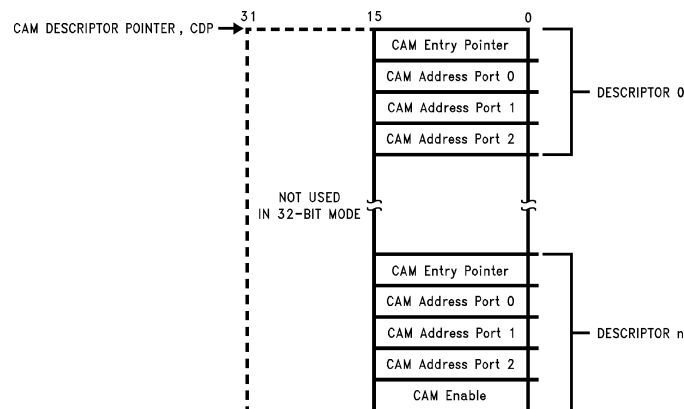 31 15 0
CAM DESCRIPTOR POINTER, CDP
CAM Entry Pointer
CAM Address Port 0
CAM Address Port 1
CAM Address Port 2
DESCRIPTOR 0
NOT USED
IN 32-BIT MODE
CAM Entry Pointer
CAM Address Port 0
CAM Address Port 1
CAM Address Port 2
CAM Enable
DESCRIPTOR n